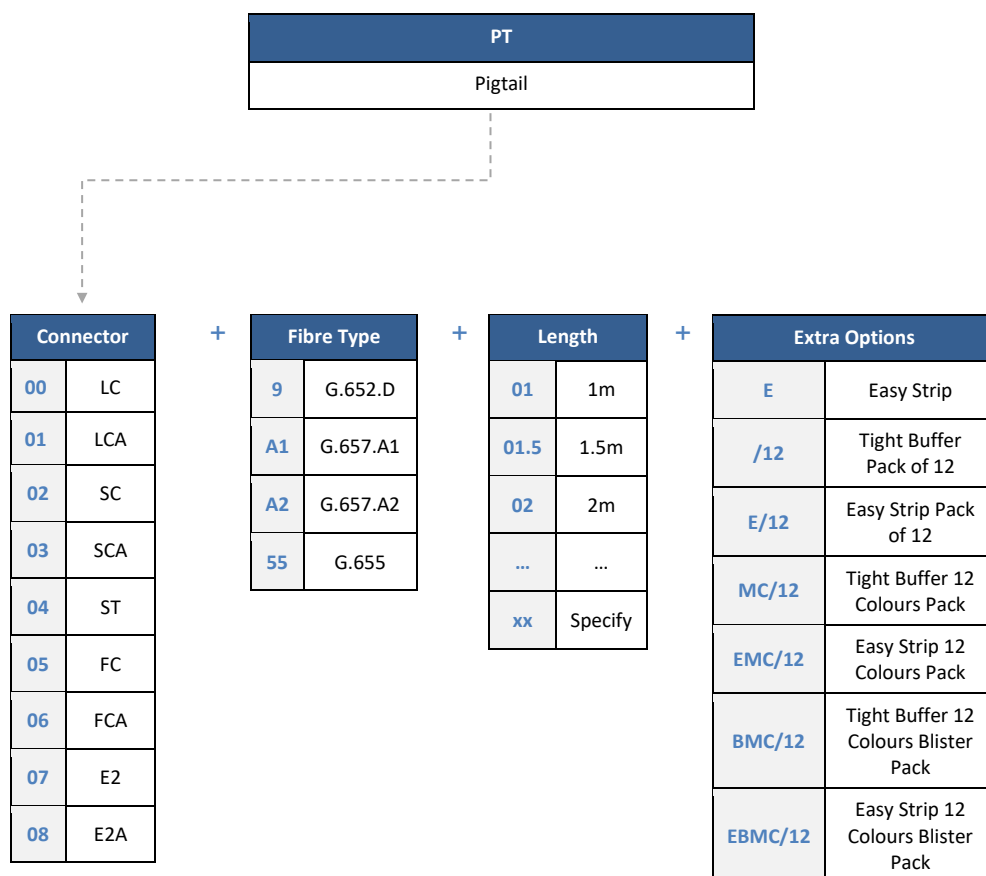 PT
Pigtail
Connector
+
Fibre Type
+
Length
+
Extra Options
00 LC
01 LCA
02 SC
03 SCA
04 ST
05 FC
06 FCA
07 E2
08 E2A
9 G.652.D
A1 G.657.A1
A2 G.657.A2
55 G.655
01 1m
01.5 1.5m
02 2m
... ...
xx Specify
E Easy Strip
/12 Tight Buffer
Pack of 12
E/12 Easy Strip Pack
of 12
MC/12 Tight Buffer 12
Colours Pack
EMC/12 Easy Strip 12
Colours Pack
BMC/12 Tight Buffer 12
Colours Blister
Pack
EBMC/12 Easy Strip 12
Colours Blister
Pack